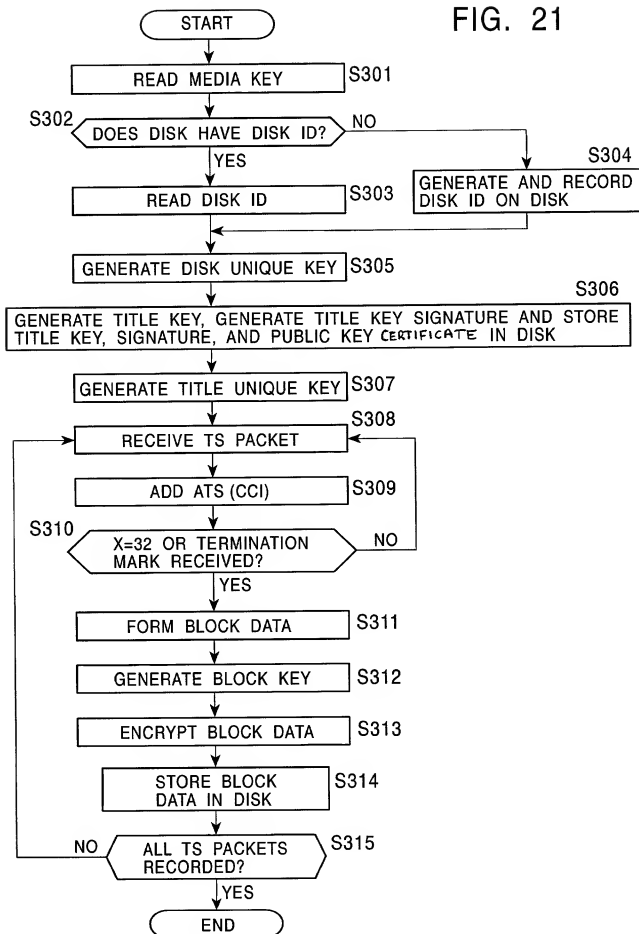 FIG. 21
START
READ MEDIA KEY
S301
S302
DOES DISK HAVE DISK ID?
NO
YES
S304
GENERATE AND RECORD
DISK ID ON DISK
READ DISK ID
S303
GENERATE DISK UNIQUE KEY
S305
S306
GENERATE TITLE KEY, GENERATE TITLE KEY SIGNATURE AND STORE
TITLE KEY, SIGNATURE, AND PUBLIC KEY CERTIFICATE IN DISK
GENERATE TITLE UNIQUE KEY
S307
S308
RECEIVE TS PACKET
ADD ATS (CCI)
S309
S310
X=32 OR TERMINATION
MARK RECEIVED?
NO
YES
FORM BLOCK DATA
S311
GENERATE BLOCK KEY
S312
ENCRYPT BLOCK DATA
S313
STORE BLOCK
DATA IN DISK
S314
NO
ALL TS PACKETS
RECORDED?
S315
YES
END